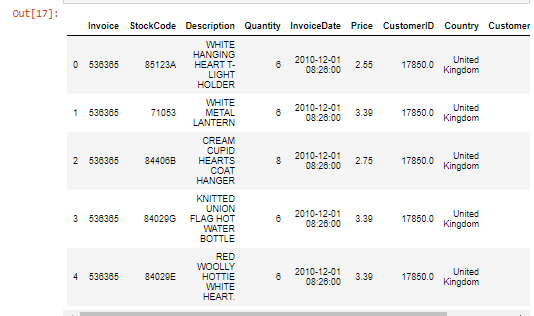 Out[17]:
Invoice StockCode Description Quantity InvoiceDate Price CustomerID Country Customer
0 536365 85123A WHITE HANGING HEART T-LIGHT HOLDER 6 2010-12-01 08:26:00 2.55 17850.0 United Kingdom
1 536365 71053 WHITE METAL LANTERN 6 2010-12-01 08:26:00 3.39 17850.0 United Kingdom
2 536365 84406B CREAM CUPID HEARTS COAT HANGER 8 2010-12-01 08:26:00 2.75 17850.0 United Kingdom
3 536365 84029G KNITTED UNION FLAG HOT WATER BOTTLE 6 2010-12-01 08:26:00 3.39 17850.0 United Kingdom
4 536365 84029E RED WOOLLY HOTTIE WHITE HEART. 6 2010-12-01 08:26:00 3.39 17850.0 United Kingdom